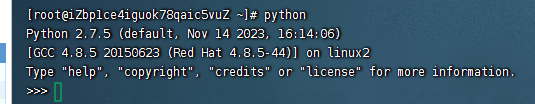 [root@iZbp1ce4iguok78qaic5vuZ ~]# python
Python 2.7.5 (default, Nov 14 2023, 16:14:06)
[GCC 4.8.5 20150623 (Red Hat 4.8.5-44)] on linux2
Type "help", "copyright", "credits" or "license" for more information.
>>>